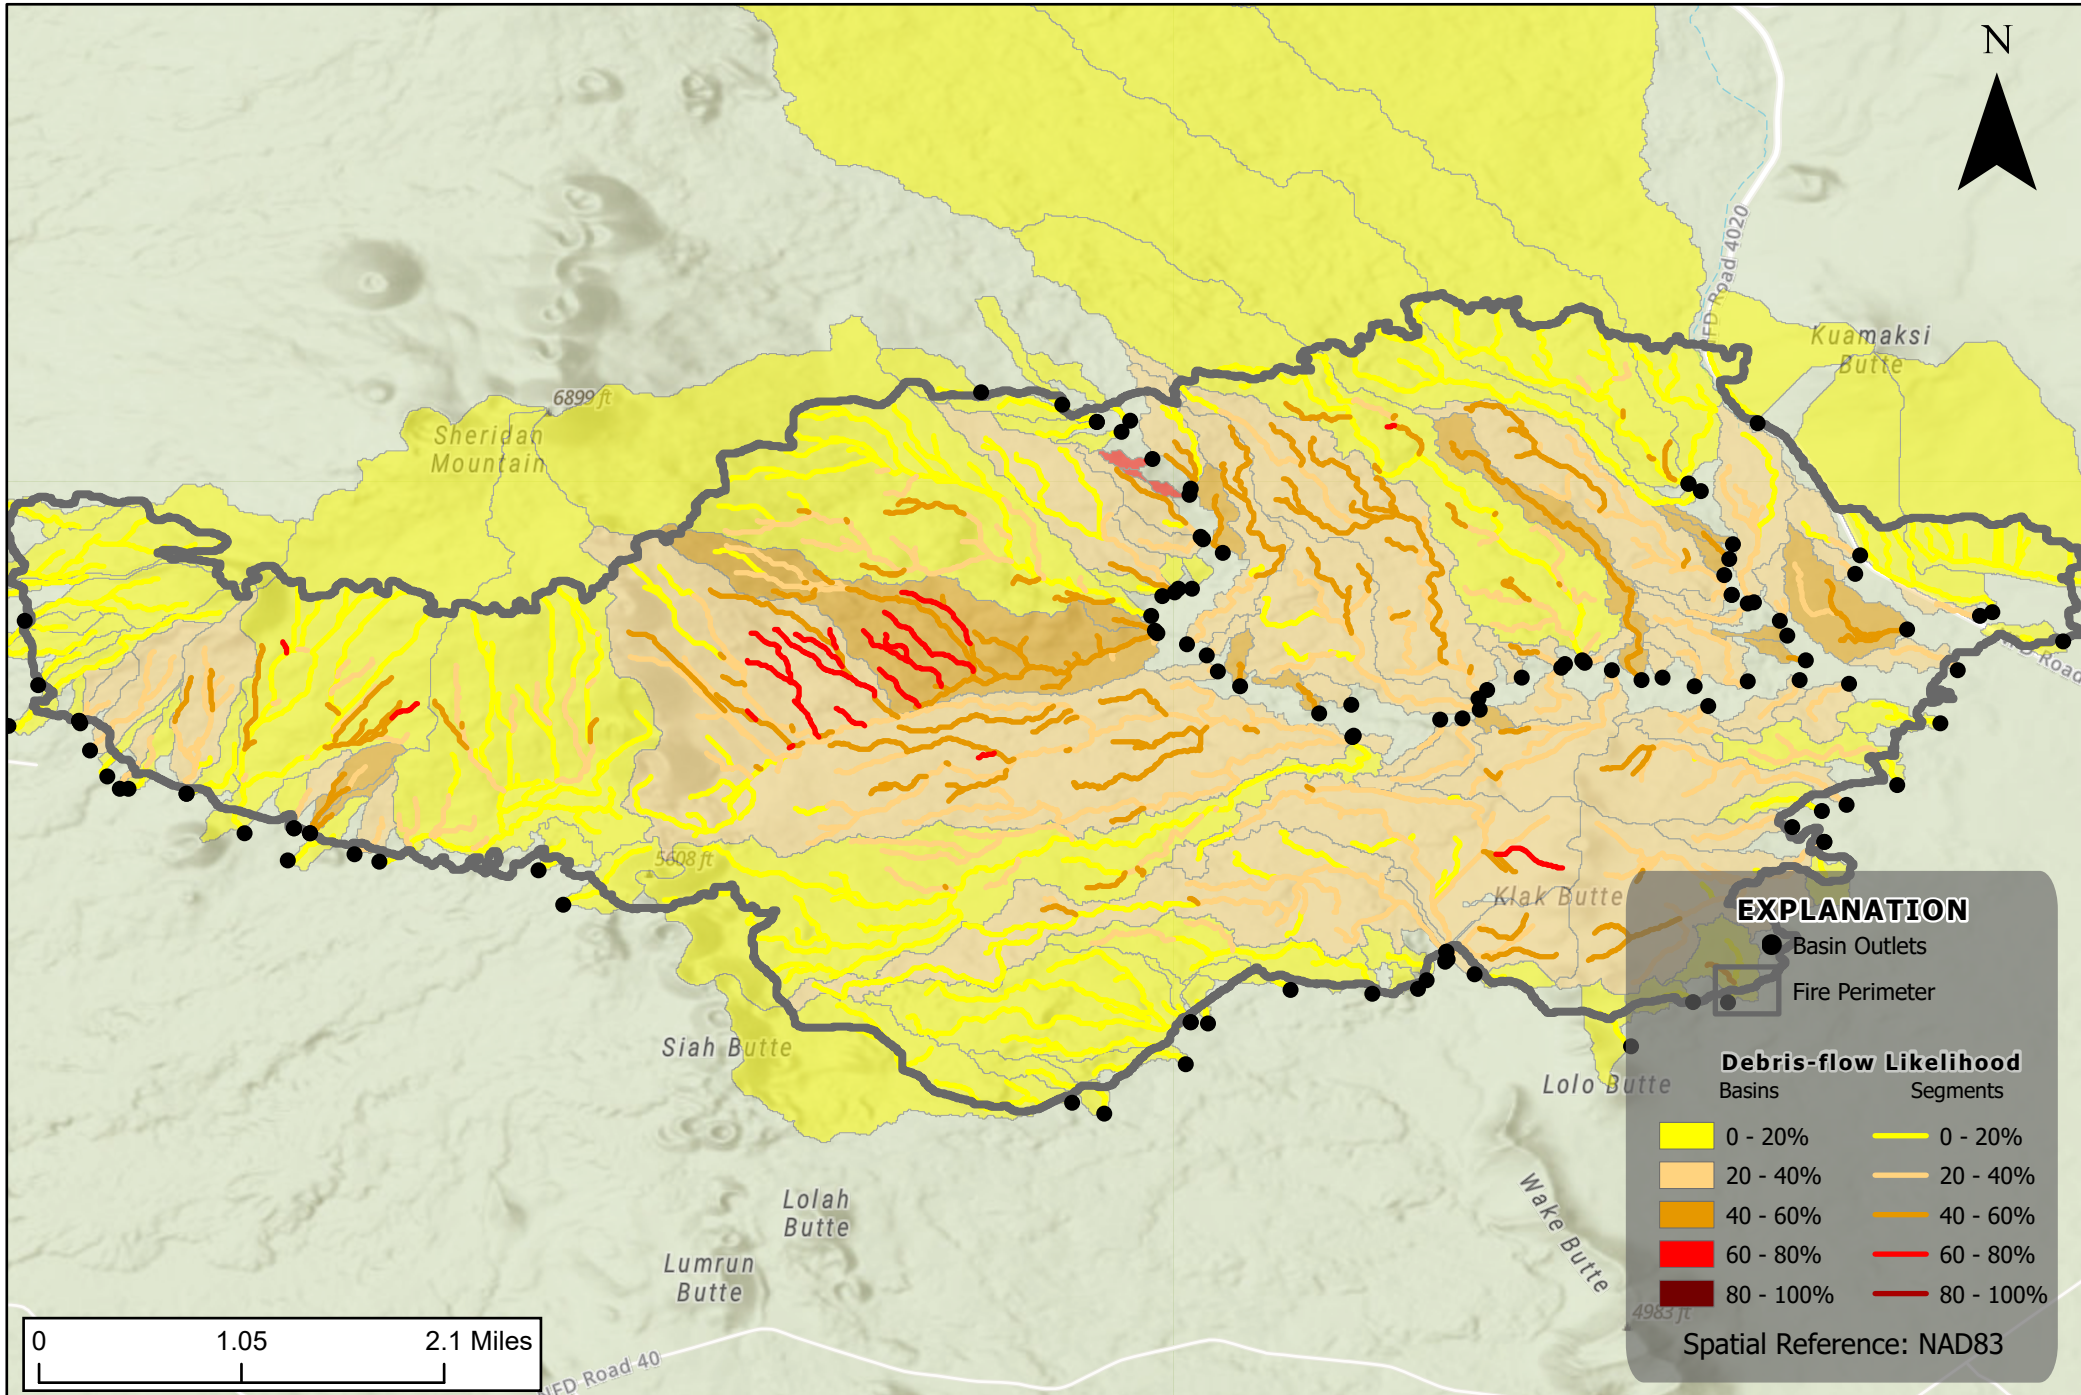 N
NFD Road 4020
Kuamaksi
Butte
6899 ft
Sheridan
Mountain
Road
5608 ft
Klak Butte
Siah Butte
Lolo Butte
Lolah
Butte
Wake Butte
Lumrun
Butte
4983 ft
NFD Road 40
0 1.05 2.1 Miles
EXPLANATION
Basin Outlets
Fire Perimeter
Debris-flow Likelihood
Basins Segments
0 - 20% 0 - 20%
20 - 40% 20 - 40%
40 - 60% 40 - 60%
60 - 80% 60 - 80%
80 - 100% 80 - 100%
Spatial Reference: NAD83